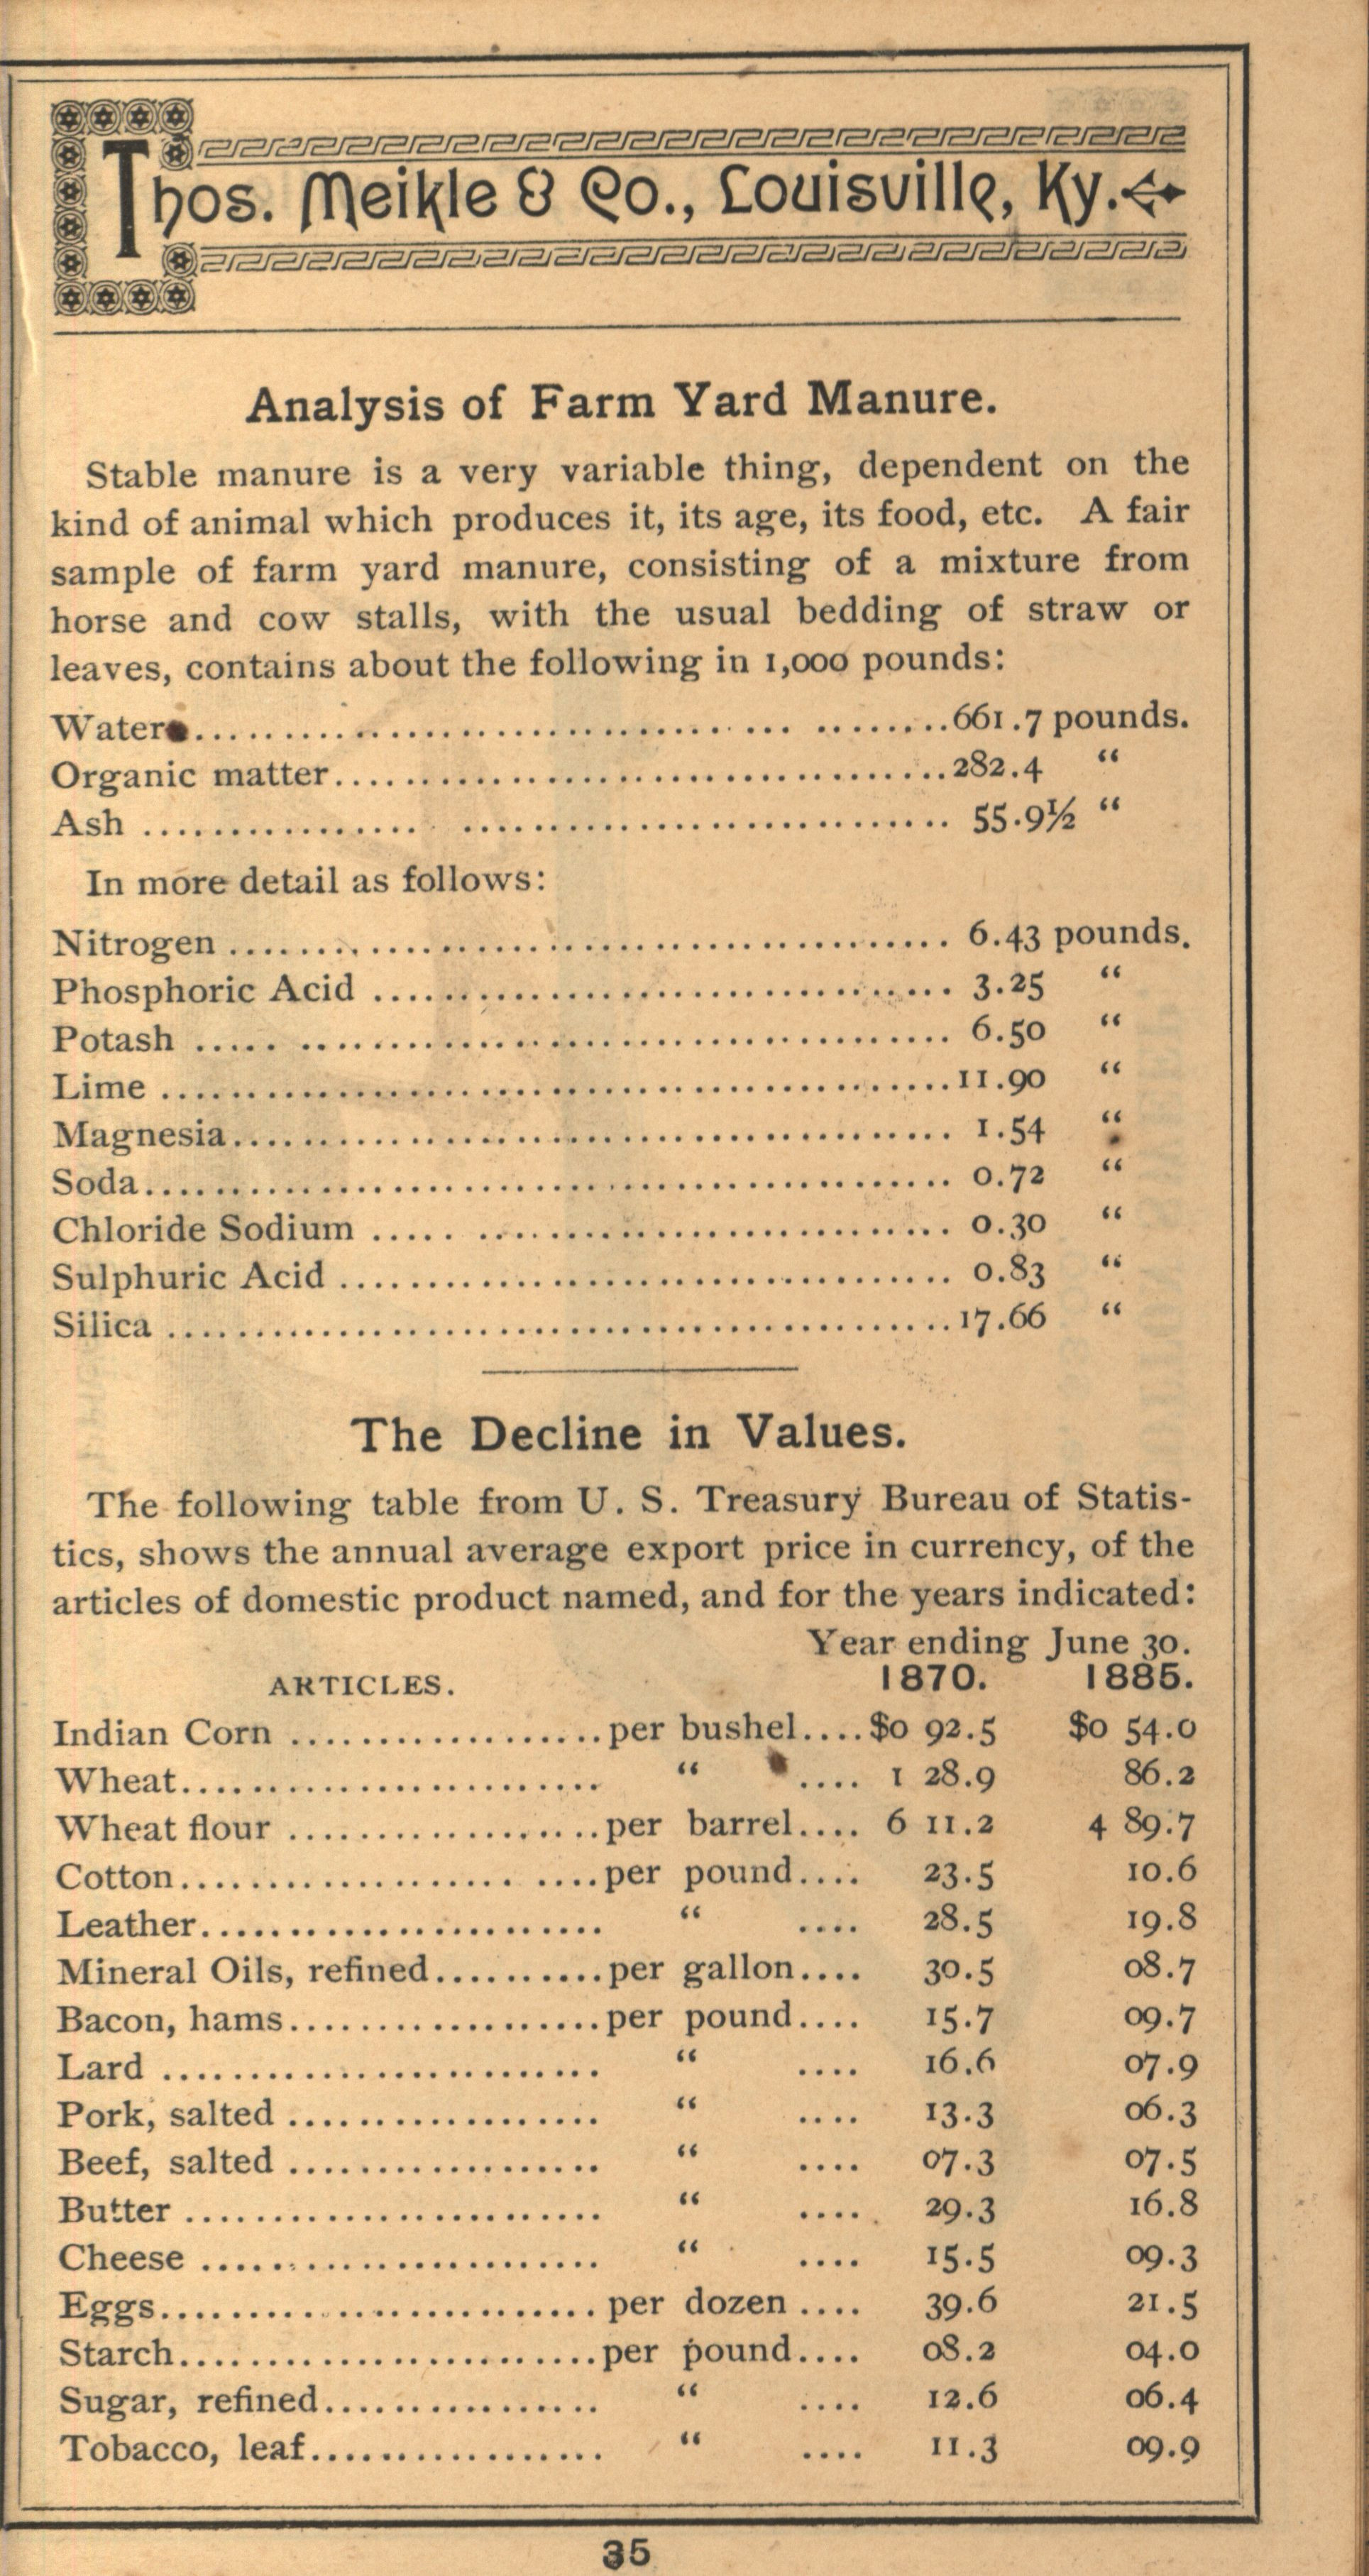 Thos. Meikle & Co., Louisville, Ky.
Analysis of Farm Yard Manure.
Stable manure is a very variable thing, dependent on the
kind of animal which produces it, its age, its food, etc. A fair
sample of farm yard manure, consisting of a mixture from
horse and cow stalls, with the usual bedding of straw or
leaves, contains about the following in 1,000 pounds:
Water.......................................661.7 pounds.
Organic matter...................................282.4 “
Ash ............................................ 55.9½ “
In more detail as follows:
Nitrogen ........................................ 6.43 pounds.
Phosphoric Acid ................................. 3.25 “
Potash .......................................... 6.50 “
Lime ............................................11.90 “
Magnesia........................................ 1.54 “
Soda............................................. 0.72 “
Chloride Sodium ................................ 0.30 “
Sulphuric Acid .................................. 0.83 “
Silica ............................................17.66 “
The Decline in Values.
The following table from U. S. Treasury Bureau of Statis-
tics, shows the annual average export price in currency, of the
articles of domestic product named, and for the years indicated:
Year ending June 30.
ARTICLES. 1870. 1885.
Indian Corn ..................per bushel....$0 92.5 $0 54.0
Wheat........................ “ .... 1 28.9 86.2
Wheat flour ..................per barrel.... 6 11.2 4 89.7
Cotton.......................per pound.... 23.5 10.6
Leather....................... “ .... 28.5 19.8
Mineral Oils, refined..........per gallon.... 30.5 08.7
Bacon, hams..................per pound.... 15.7 09.7
Lard ......................... “ .... 16.6 07.9
Pork, salted .................. “ .... 13.3 06.3
Beef, salted .................. “ .... 07.3 07.5
Butter ........................ “ .... 29.3 16.8
Cheese ....................... “ .... 15.5 09.3
Eggs......................... per dozen .... 39.6 21.5
Starch........................per pound.... 08.2 04.0
Sugar, refined................ “ .... 12.6 06.4
Tobacco, leaf................. “ .... 11.3 09.9
35